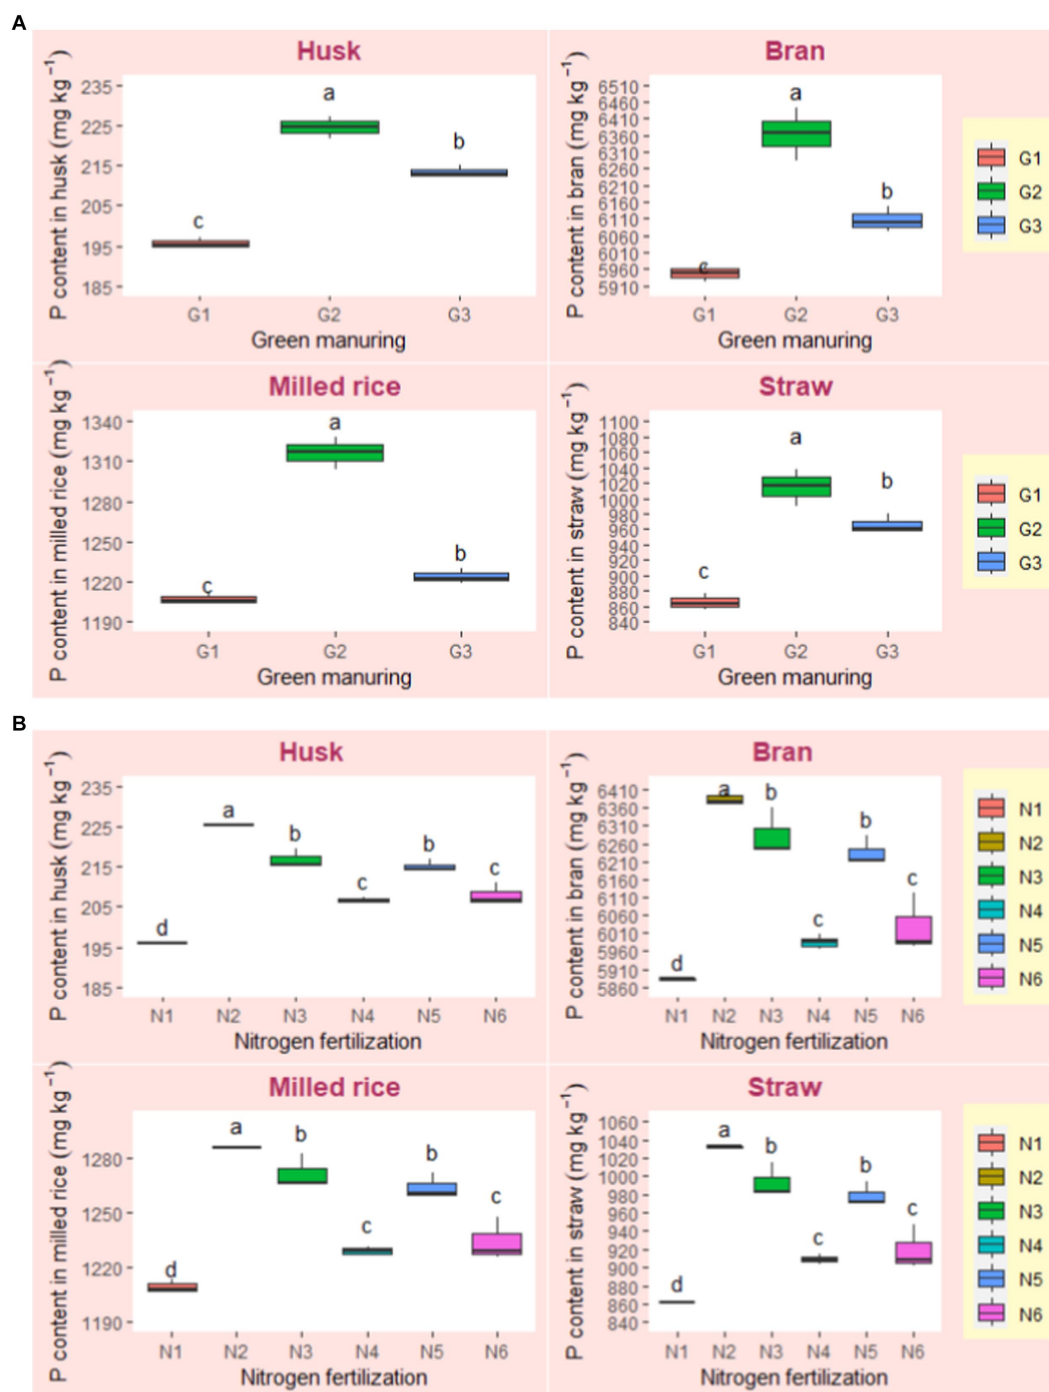 A
Husk
P content in husk (mg kg⁻¹)
235
225
215
205
195
185
c
a
b
G1 G2 G3
Green manuring
Bran
P content in bran (mg kg⁻¹)
6510
6460
6410
6360
6310
6260
6210
6160
6110
6060
6010
5960
5910
c
a
b
G1 G2 G3
Green manuring
G1
G2
G3
Milled rice
P content in milled rice (mg kg⁻¹)
1340
1310
1280
1250
1220
1190
c
a
b
G1 G2 G3
Green manuring
Straw
P content in straw (mg kg⁻¹)
1100
1080
1060
1040
1020
1000
980
960
940
920
900
880
860
840
c
a
b
G1 G2 G3
Green manuring
G1
G2
G3
B
Husk
P content in husk (mg kg⁻¹)
235
225
215
205
195
185
d
a
b
c
b
c
N1 N2 N3 N4 N5 N6
Nitrogen fertilization
Bran
P content in bran (mg kg⁻¹)
6410
6360
6310
6260
6210
6160
6110
6060
6010
5960
5910
5860
d
a
b
c
b
c
N1 N2 N3 N4 N5 N6
Nitrogen fertilization
N1
N2
N3
N4
N5
N6
Milled rice
P content in milled rice (mg kg⁻¹)
1280
1250
1220
1190
d
a
b
c
b
c
N1 N2 N3 N4 N5 N6
Nitrogen fertilization
Straw
P content in straw (mg kg⁻¹)
1060
1040
1020
1000
980
960
940
920
900
880
860
840
d
a
b
c
b
c
N1 N2 N3 N4 N5 N6
Nitrogen fertilization
N1
N2
N3
N4
N5
N6